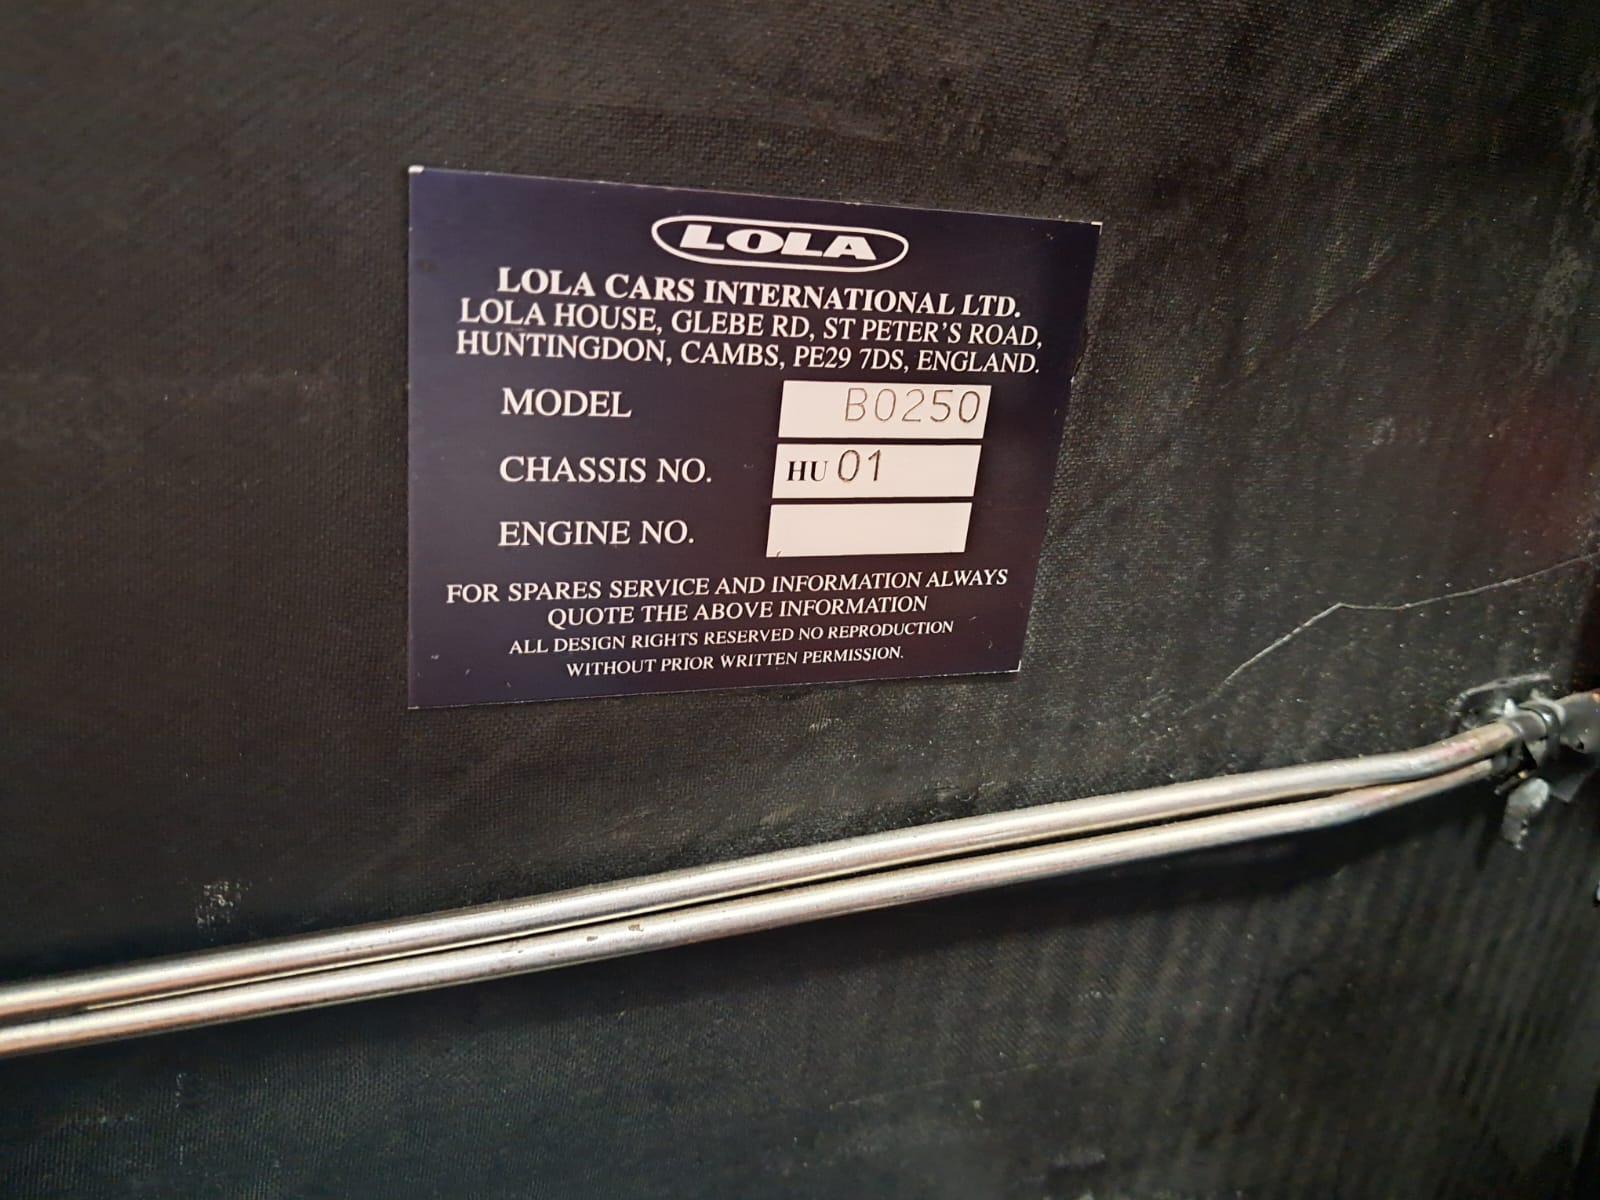 LOLA
LOLA CARS INTERNATIONAL LTD.
LOLA HOUSE, GLEBE RD, ST PETER'S ROAD,
HUNTINGDON, CAMBS, PE29 7DS, ENGLAND.
MODEL B0250
CHASSIS NO. HU 01
ENGINE NO.
FOR SPARES SERVICE AND INFORMATION ALWAYS
QUOTE THE ABOVE INFORMATION
ALL DESIGN RIGHTS RESERVED NO REPRODUCTION
WITHOUT PRIOR WRITTEN PERMISSION.